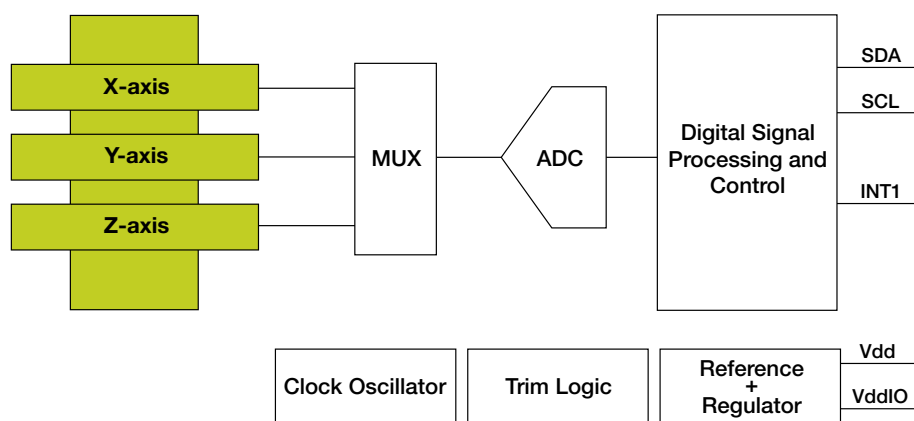 X-axis
Y-axis
Z-axis
MUX
ADC
Digital Signal
Processing and
Control
SDA
SCL
INT1
Clock Oscillator
Trim Logic
Reference
+
Regulator
Vdd
VddIO